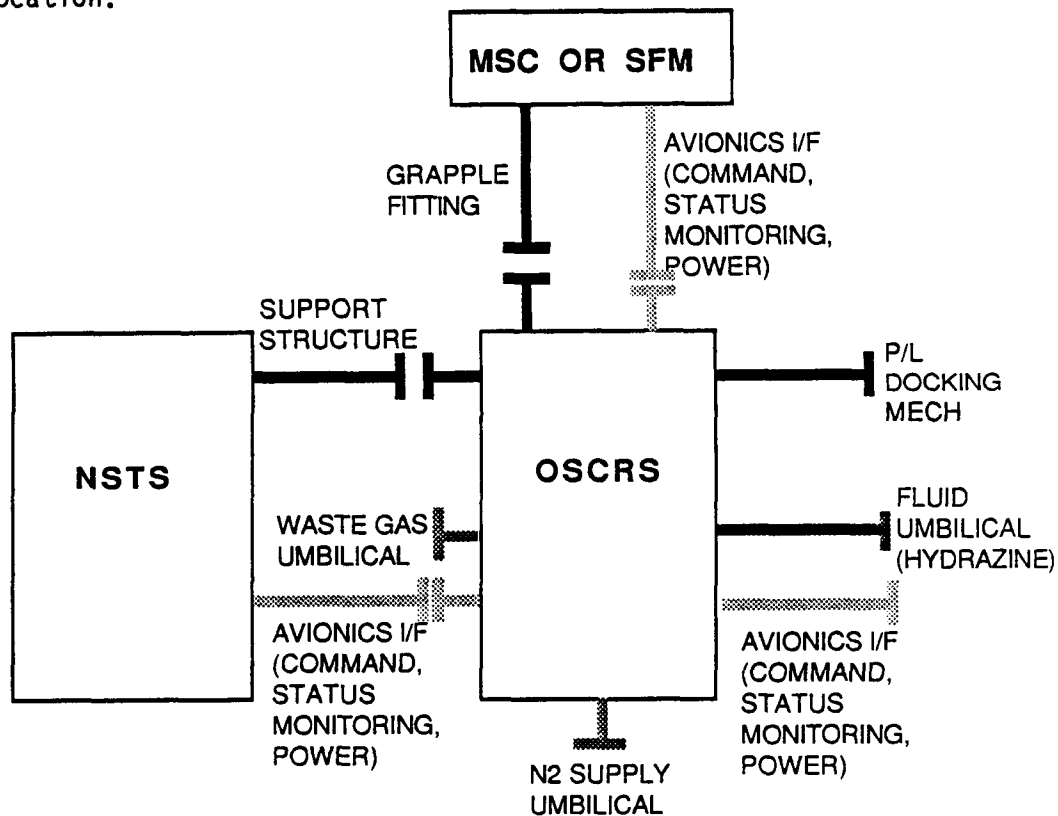 ocation.
MSC OR SFM
GRAPPLE
FITTING
AVIONICS I/F
(COMMAND,
STATUS
MONITORING,
POWER)
SUPPORT
STRUCTURE
P/L
DOCKING
MECH
NSTS
OSCRS
WASTE GAS
UMBILICAL
FLUID
UMBILICAL
(HYDRAZINE)
AVIONICS I/F
(COMMAND,
STATUS
MONITORING,
POWER)
AVIONICS I/F
(COMMAND,
STATUS
MONITORING,
POWER)
N2 SUPPLY
UMBILICAL